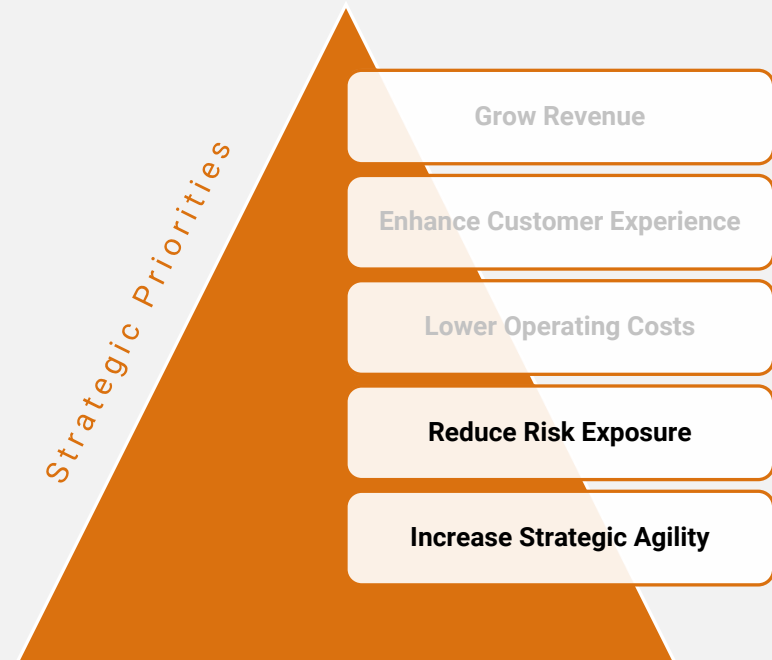 Strategic Priorities
Grow Revenue
Enhance Customer Experience
Lower Operating Costs
Reduce Risk Exposure
Increase Strategic Agility